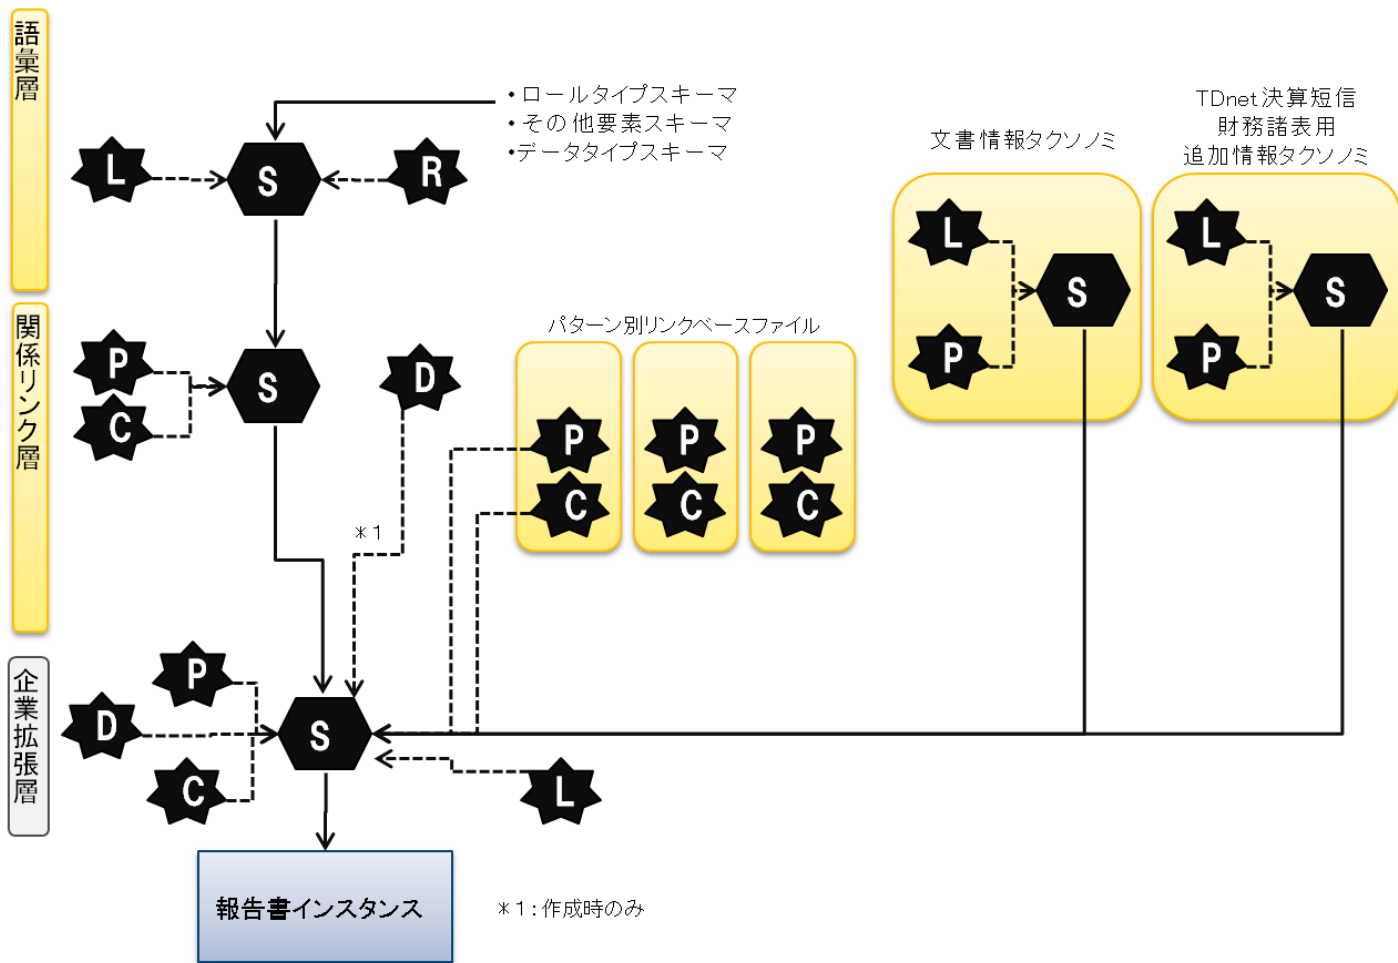 語彙層
・ロールタイプスキーマ
・その他要素スキーマ
・データタイプスキーマ
文書情報タクソノミ
TDnet決算短信
財務諸表用
追加情報タクソノミ
L
S
R
L
P
S
L
P
S
関係リンク層
P
C
S
D
パターン別リンクベースファイル
P
C
P
C
P
C
＊1
企業拡張層
P
D
C
S
L
報告書インスタンス
＊1：作成時のみ